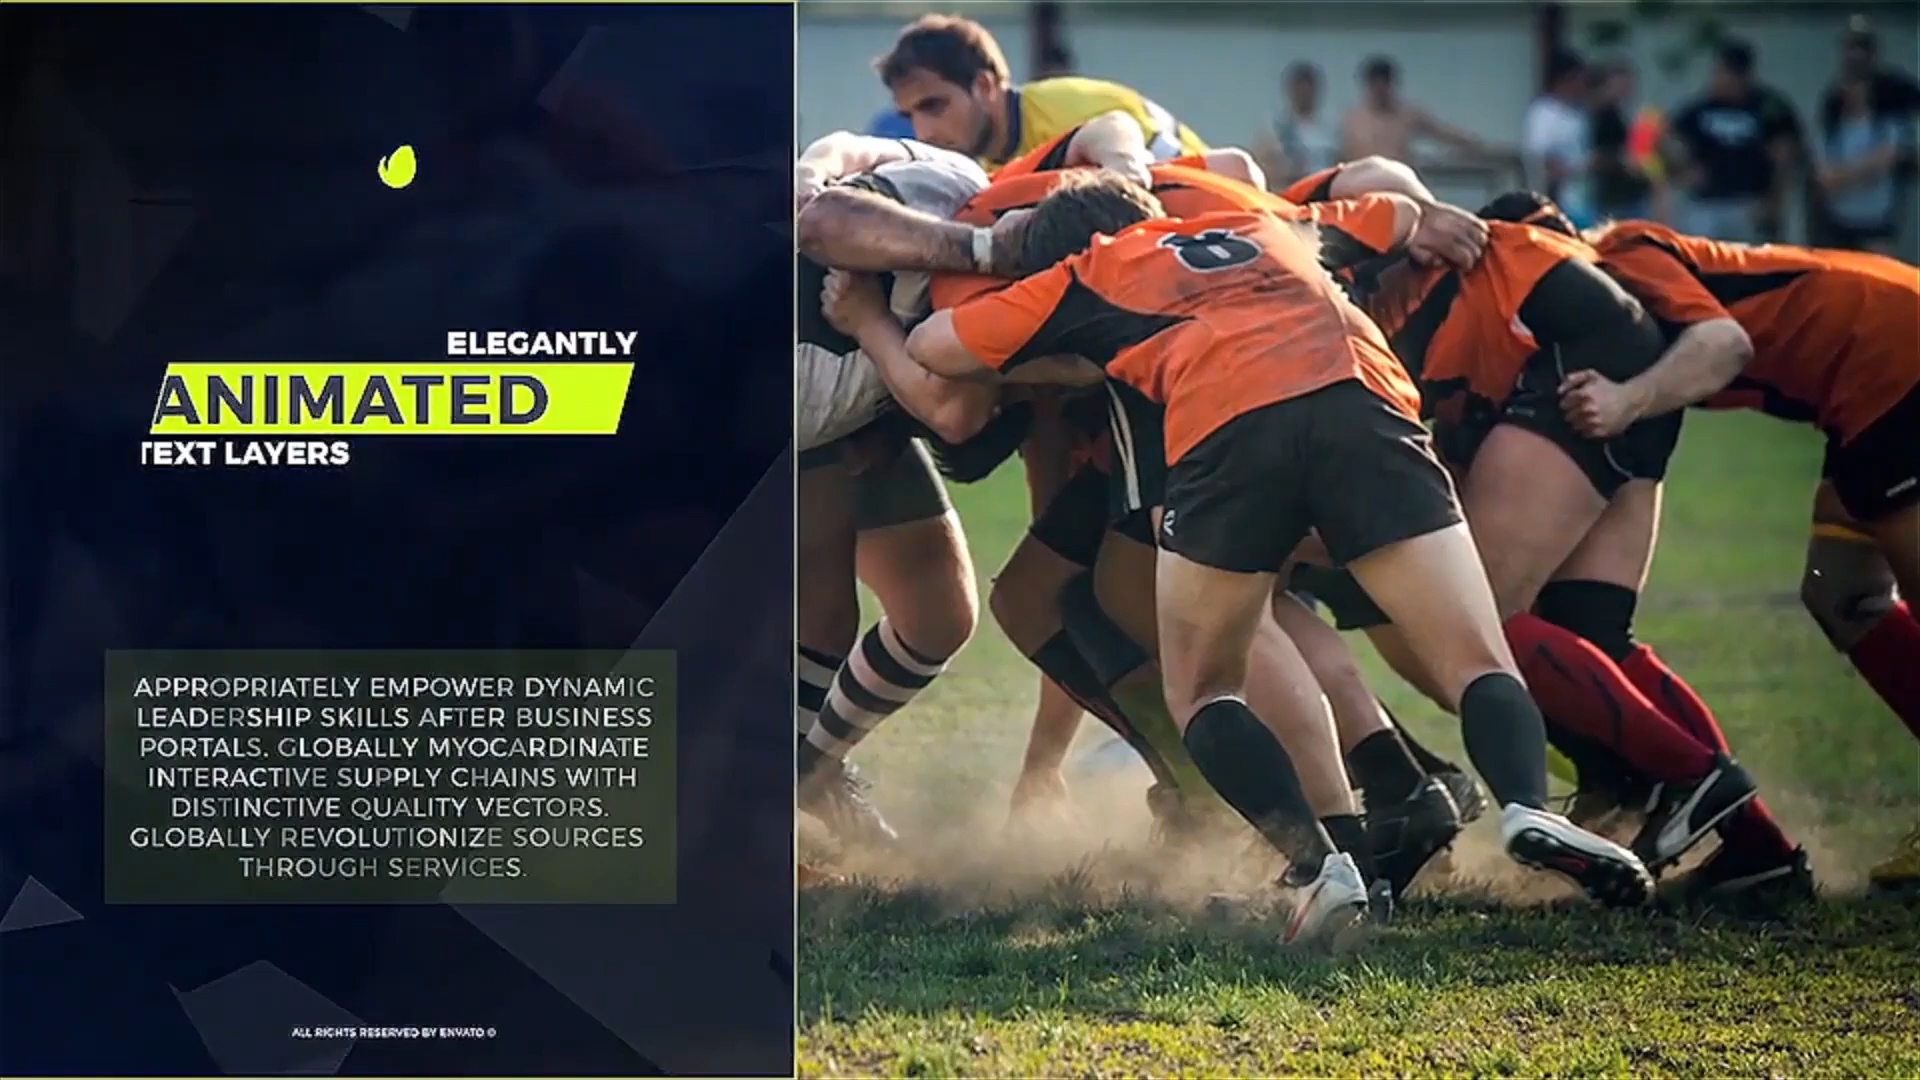 ELEGANTLY
ANIMATED
TEXT LAYERS
APPROPRIATELY EMPOWER DYNAMIC
LEADERSHIP SKILLS AFTER BUSINESS
PORTALS. GLOBALLY MYOCARDINATE
INTERACTIVE SUPPLY CHAINS WITH
DISTINCTIVE QUALITY VECTORS.
GLOBALLY REVOLUTIONIZE SOURCES
THROUGH SERVICES.
ALL RIGHTS RESERVED BY ENVATO ©
8